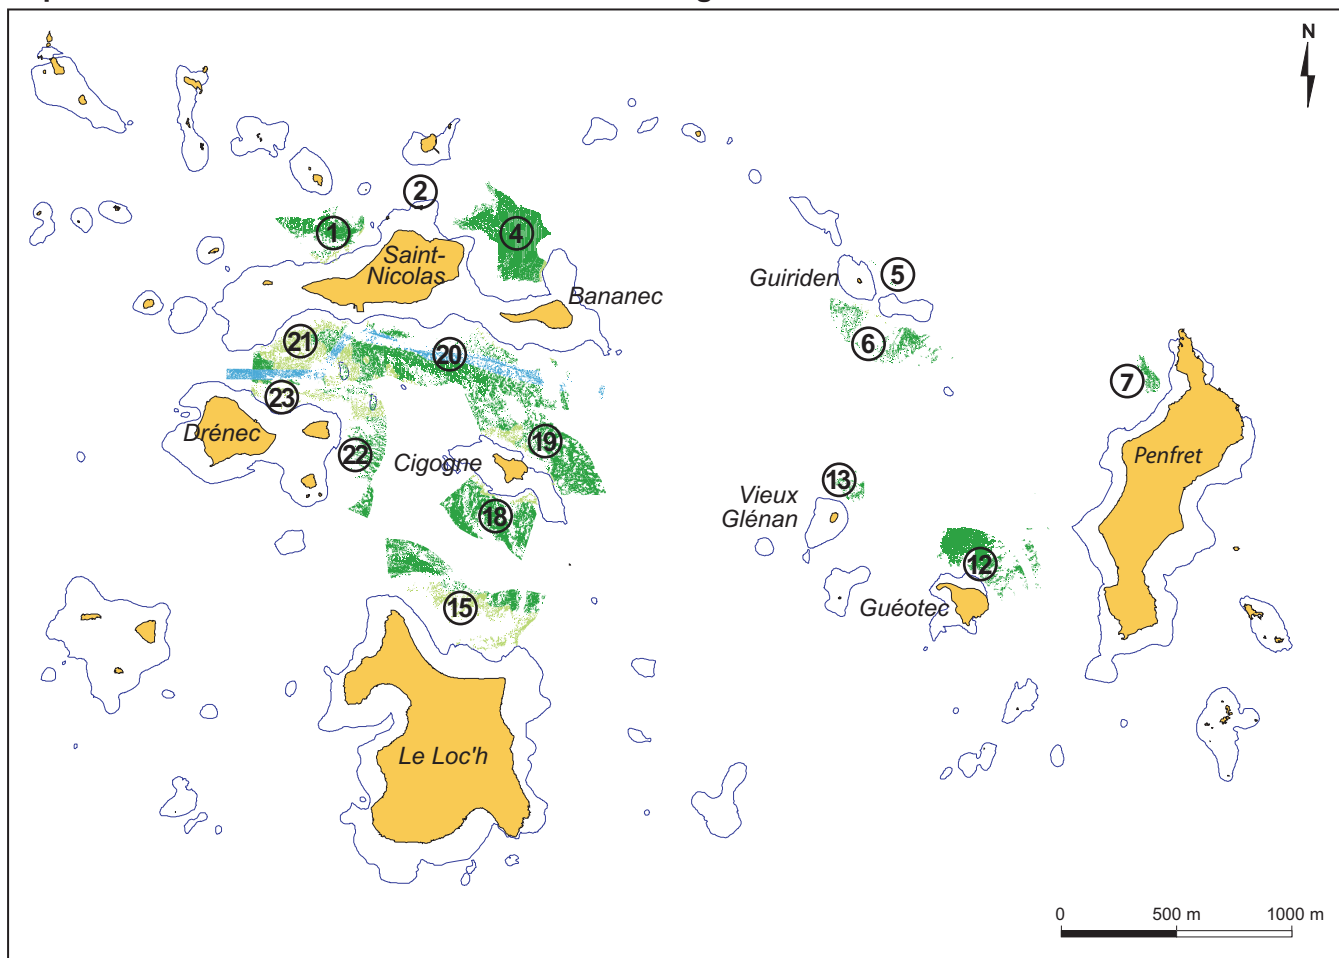 N
2
1
4
Saint-
Nicolas
Bananec
Guiriden
5
6
21
20
7
23
Drénec
22
Cigogne
19
Penfret
13
Vieux
Glénan
18
12
15
Guéotec
Le Loc'h
0
500 m
1000 m